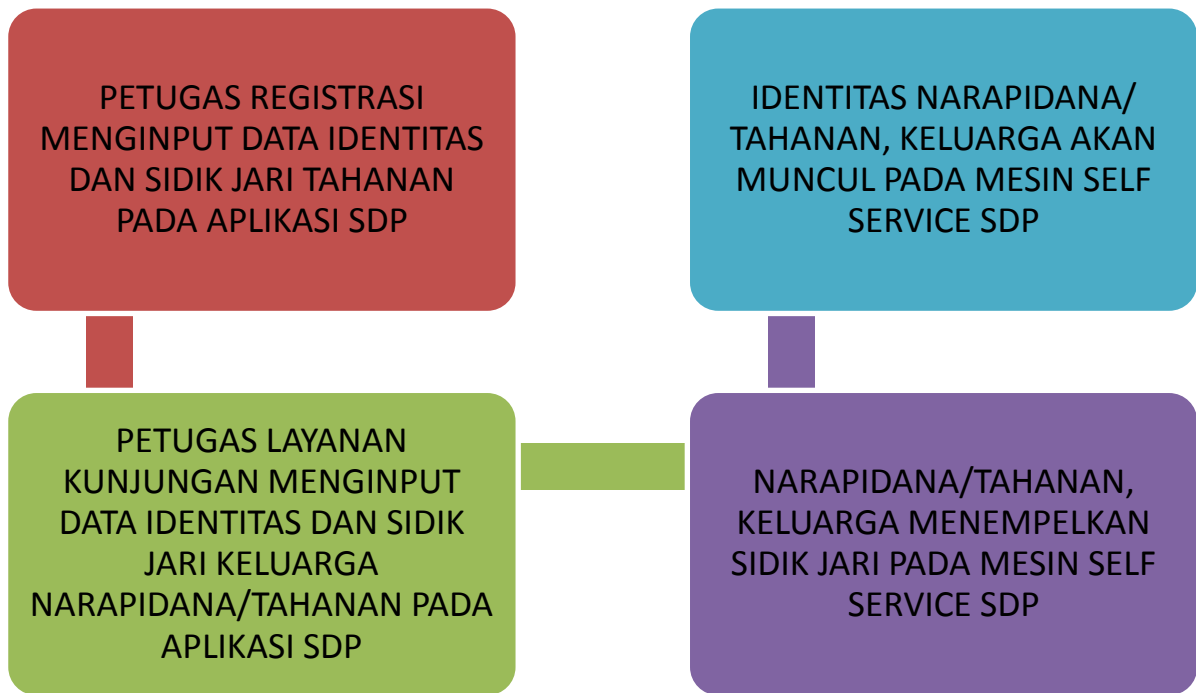 PETUGAS REGISTRASI
MENGINPUT DATA IDENTITAS
DAN SIDIK JARI TAHANAN
PADA APLIKASI SDP
PETUGAS LAYANAN
KUNJUNGAN MENGINPUT
DATA IDENTITAS DAN SIDIK
JARI KELUARGA
NARAPIDANA/TAHANAN PADA
APLIKASI SDP
NARAPIDANA/TAHANAN,
KELUARGA MENEMPELKAN
SIDIK JARI PADA MESIN SELF
SERVICE SDP
IDENTITAS NARAPIDANA/
TAHANAN, KELUARGA AKAN
MUNCUL PADA MESIN SELF
SERVICE SDP